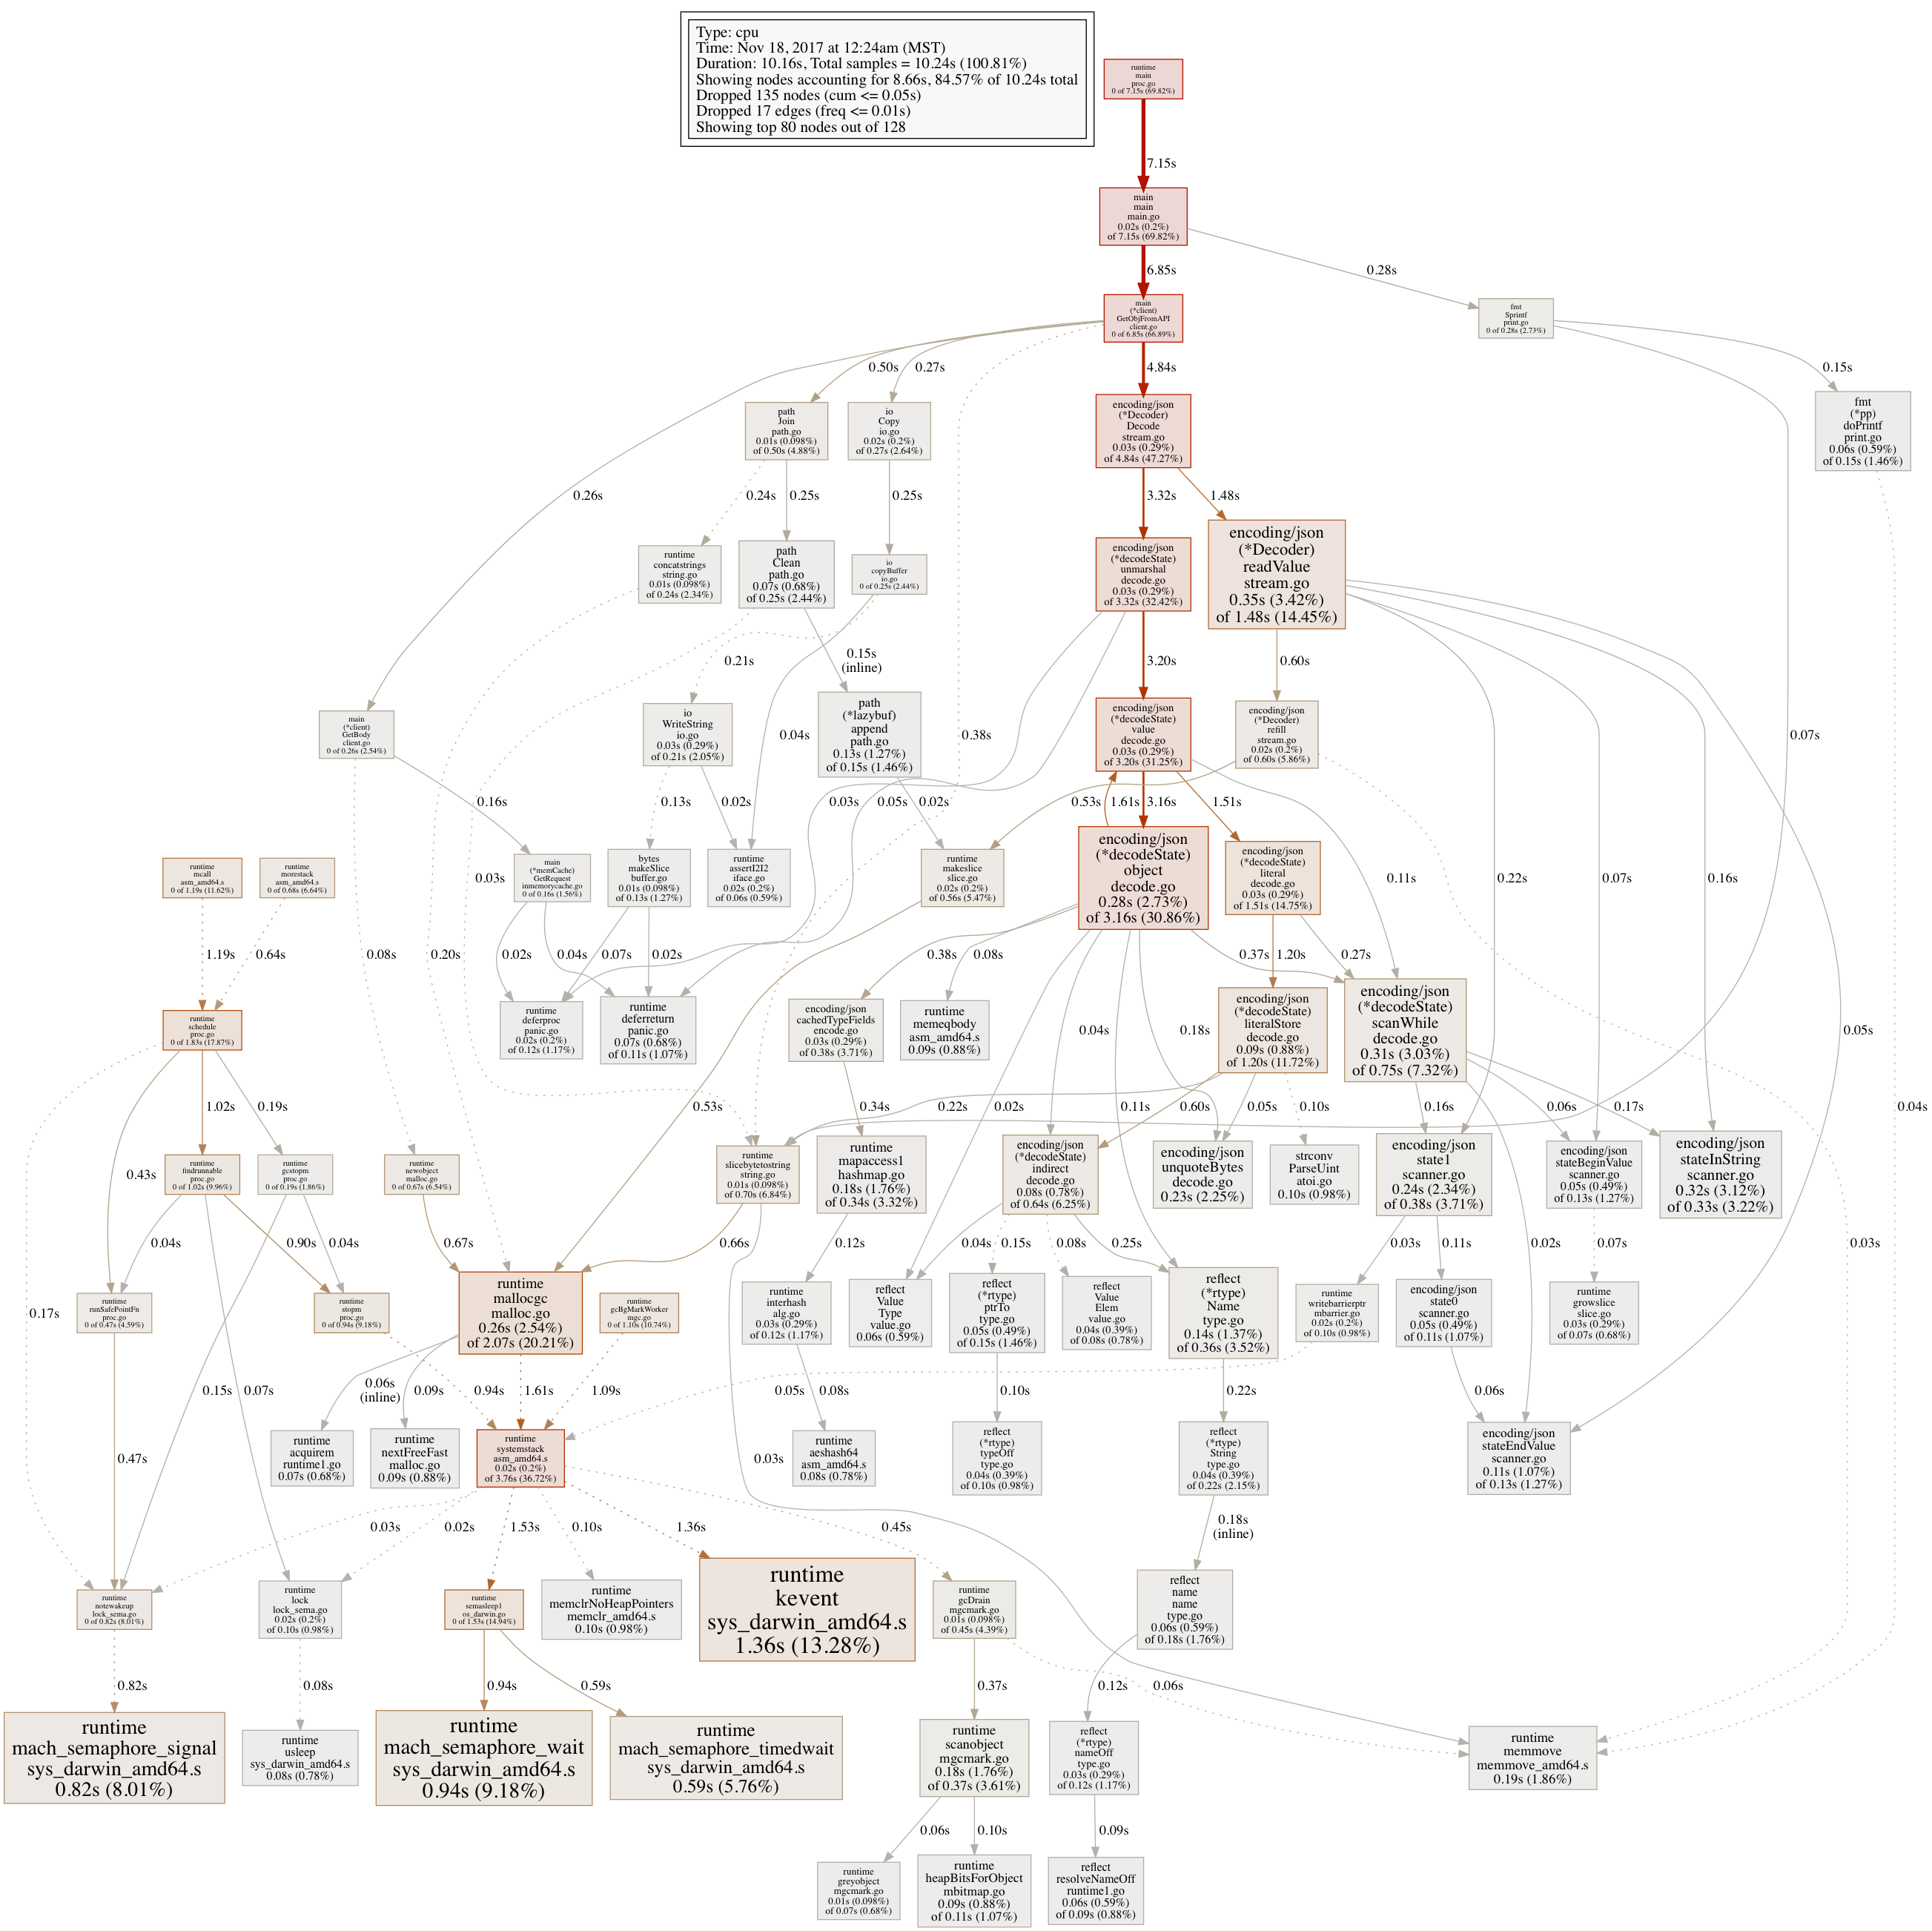 Type: cpu
Time: Nov 18, 2017 at 12:24am (MST)
Duration: 10.16s, Total samples = 10.24s (100.81%)
Showing nodes accounting for 8.66s, 84.57% of 10.24s total
Dropped 135 nodes (cum <= 0.05s)
Dropped 17 edges (freq <= 0.01s)
Showing top 80 nodes out of 128
runtime
main
proc.go
0 of 7.15s (69.82%)
7.15s
main
main
main.go
0.02s (0.2%)
of 7.15s (69.82%)
6.85s
0.28s
main
(*client)
GetObjFromAPI
client.go
0 of 6.85s (66.89%)
fmt
Sprintf
print.go
0 of 0.28s (2.73%)
0.50s
0.27s
4.84s
0.15s
path
Join
path.go
0.01s (0.098%)
of 0.50s (4.88%)
io
Copy
io.go
0.02s (0.2%)
of 0.27s (2.64%)
encoding/json
(*Decoder)
Decode
stream.go
0.03s (0.29%)
of 4.84s (47.27%)
fmt
(*pp)
doPrintf
print.go
0.06s (0.59%)
of 0.15s (1.46%)
0.26s
0.24s
0.25s
0.25s
3.32s
1.48s
runtime
concatstrings
string.go
0.01s (0.098%)
of 0.24s (2.34%)
path
Clean
path.go
0.07s (0.68%)
of 0.25s (2.44%)
io
copyBuffer
io.go
0 of 0.25s (2.44%)
encoding/json
(*decodeState)
unmarshal
decode.go
0.03s (0.29%)
of 3.32s (32.42%)
encoding/json
(*Decoder)
readValue
stream.go
0.35s (3.42%)
of 1.48s (14.45%)
0.21s
0.15s
(inline)
3.20s
0.60s
main
(*client)
GetBody
client.go
0 of 0.26s (2.54%)
io
WriteString
io.go
0.03s (0.29%)
of 0.21s (2.05%)
0.04s
path
(*lazybuf)
append
path.go
0.13s (1.27%)
of 0.15s (1.46%)
0.38s
encoding/json
(*decodeState)
value
decode.go
0.03s (0.29%)
of 3.20s (31.25%)
encoding/json
(*Decoder)
refill
stream.go
0.02s (0.2%)
of 0.60s (5.86%)
0.07s
0.16s
0.13s
0.02s
0.03s
0.05s
0.02s
0.53s
1.61s
3.16s
1.51s
runtime
mcall
asm_amd64.s
0 of 1.19s (11.62%)
runtime
morestack
asm_amd64.s
0 of 0.68s (6.64%)
0.03s
main
(*memCache)
GetRequest
inmemorycache.go
0 of 0.16s (1.56%)
bytes
makeSlice
buffer.go
0.01s (0.098%)
of 0.13s (1.27%)
runtime
assertI2I2
iface.go
0.02s (0.2%)
of 0.06s (0.59%)
runtime
makeslice
slice.go
0.02s (0.2%)
of 0.56s (5.47%)
encoding/json
(*decodeState)
object
decode.go
0.28s (2.73%)
of 3.16s (30.86%)
encoding/json
(*decodeState)
literal
decode.go
0.03s (0.29%)
of 1.51s (14.75%)
0.11s
0.22s
0.07s
0.16s
1.19s
0.64s
0.08s
0.20s
0.02s
0.04s
0.07s
0.02s
0.38s
0.08s
0.37s
1.20s
0.27s
runtime
schedule
proc.go
0 of 1.83s (17.87%)
runtime
deferproc
panic.go
0.02s (0.2%)
of 0.12s (1.17%)
runtime
deferreturn
panic.go
0.07s (0.68%)
of 0.11s (1.07%)
encoding/json
cachedTypeFields
encode.go
0.03s (0.29%)
of 0.38s (3.71%)
runtime
memeqbody
asm_amd64.s
0.09s (0.88%)
0.04s
0.18s
encoding/json
(*decodeState)
literalStore
decode.go
0.09s (0.88%)
of 1.20s (11.72%)
encoding/json
(*decodeState)
scanWhile
decode.go
0.31s (3.03%)
of 0.75s (7.32%)
0.05s
1.02s
0.19s
0.53s
0.34s
0.22s
0.02s
0.11s
0.60s
0.05s
0.10s
0.16s
0.06s
0.17s
0.04s
0.43s
runtime
findrunnable
proc.go
0 of 1.02s (9.96%)
runtime
gcstopm
proc.go
0 of 0.19s (1.86%)
runtime
newobject
malloc.go
0 of 0.67s (6.54%)
runtime
slicebytetostring
string.go
0.01s (0.098%)
of 0.70s (6.84%)
runtime
mapaccess1
hashmap.go
0.18s (1.76%)
of 0.34s (3.32%)
encoding/json
(*decodeState)
indirect
decode.go
0.08s (0.78%)
of 0.64s (6.25%)
encoding/json
unquoteBytes
decode.go
0.23s (2.25%)
strconv
ParseUint
atoi.go
0.10s (0.98%)
encoding/json
state1
scanner.go
0.24s (2.34%)
of 0.38s (3.71%)
encoding/json
stateBeginValue
scanner.go
0.05s (0.49%)
of 0.13s (1.27%)
encoding/json
stateInString
scanner.go
0.32s (3.12%)
of 0.33s (3.22%)
0.04s
0.90s
0.04s
0.67s
0.66s
0.12s
0.04s
0.15s
0.08s
0.25s
0.03s
0.11s
0.02s
0.07s
0.03s
0.17s
runtime
runSafePointFn
proc.go
0 of 0.47s (4.59%)
runtime
stopm
proc.go
0 of 0.94s (9.18%)
runtime
mallocgc
malloc.go
0.26s (2.54%)
of 2.07s (20.21%)
runtime
gcBgMarkWorker
mgc.go
0 of 1.10s (10.74%)
runtime
interhash
alg.go
0.03s (0.29%)
of 0.12s (1.17%)
reflect
Value
Type
value.go
0.06s (0.59%)
reflect
(*rtype)
ptrTo
type.go
0.05s (0.49%)
of 0.15s (1.46%)
reflect
Value
Elem
value.go
0.04s (0.39%)
of 0.08s (0.78%)
reflect
(*rtype)
Name
type.go
0.14s (1.37%)
of 0.36s (3.52%)
runtime
writebarrierptr
mbarrier.go
0.02s (0.2%)
of 0.10s (0.98%)
encoding/json
state0
scanner.go
0.05s (0.49%)
of 0.11s (1.07%)
runtime
growslice
slice.go
0.03s (0.29%)
of 0.07s (0.68%)
0.15s
0.07s
0.06s
(inline)
0.09s
0.94s
1.61s
1.09s
0.05s
0.08s
0.10s
0.22s
0.06s
0.47s
runtime
acquirem
runtime1.go
0.07s (0.68%)
runtime
nextFreeFast
malloc.go
0.09s (0.88%)
runtime
systemstack
asm_amd64.s
0.02s (0.2%)
of 3.76s (36.72%)
0.03s
runtime
aeshash64
asm_amd64.s
0.08s (0.78%)
reflect
(*rtype)
typeOff
type.go
0.04s (0.39%)
of 0.10s (0.98%)
reflect
(*rtype)
String
type.go
0.04s (0.39%)
of 0.22s (2.15%)
encoding/json
stateEndValue
scanner.go
0.11s (1.07%)
of 0.13s (1.27%)
0.03s
0.02s
1.53s
0.10s
1.36s
0.45s
0.18s
(inline)
runtime
notewakeup
lock_sema.go
0 of 0.82s (8.01%)
runtime
lock
lock_sema.go
0.02s (0.2%)
of 0.10s (0.98%)
runtime
semasleep1
os_darwin.go
0 of 1.53s (14.94%)
runtime
memclrNoHeapPointers
memclr_amd64.s
0.10s (0.98%)
runtime
kevent
sys_darwin_amd64.s
1.36s (13.28%)
runtime
gcDrain
mgcmark.go
0.01s (0.098%)
of 0.45s (4.39%)
reflect
name
name
type.go
0.06s (0.59%)
of 0.18s (1.76%)
0.82s
0.08s
0.94s
0.59s
0.37s
0.12s
0.06s
runtime
mach_semaphore_signal
sys_darwin_amd64.s
0.82s (8.01%)
runtime
usleep
sys_darwin_amd64.s
0.08s (0.78%)
runtime
mach_semaphore_wait
sys_darwin_amd64.s
0.94s (9.18%)
runtime
mach_semaphore_timedwait
sys_darwin_amd64.s
0.59s (5.76%)
runtime
scanobject
mgcmark.go
0.18s (1.76%)
of 0.37s (3.61%)
reflect
(*rtype)
nameOff
type.go
0.03s (0.29%)
of 0.12s (1.17%)
runtime
memmove
memmove_amd64.s
0.19s (1.86%)
0.06s
0.10s
0.09s
runtime
greyobject
mgcmark.go
0.01s (0.098%)
of 0.07s (0.68%)
runtime
heapBitsForObject
mbitmap.go
0.09s (0.88%)
of 0.11s (1.07%)
reflect
resolveNameOff
runtime1.go
0.06s (0.59%)
of 0.09s (0.88%)